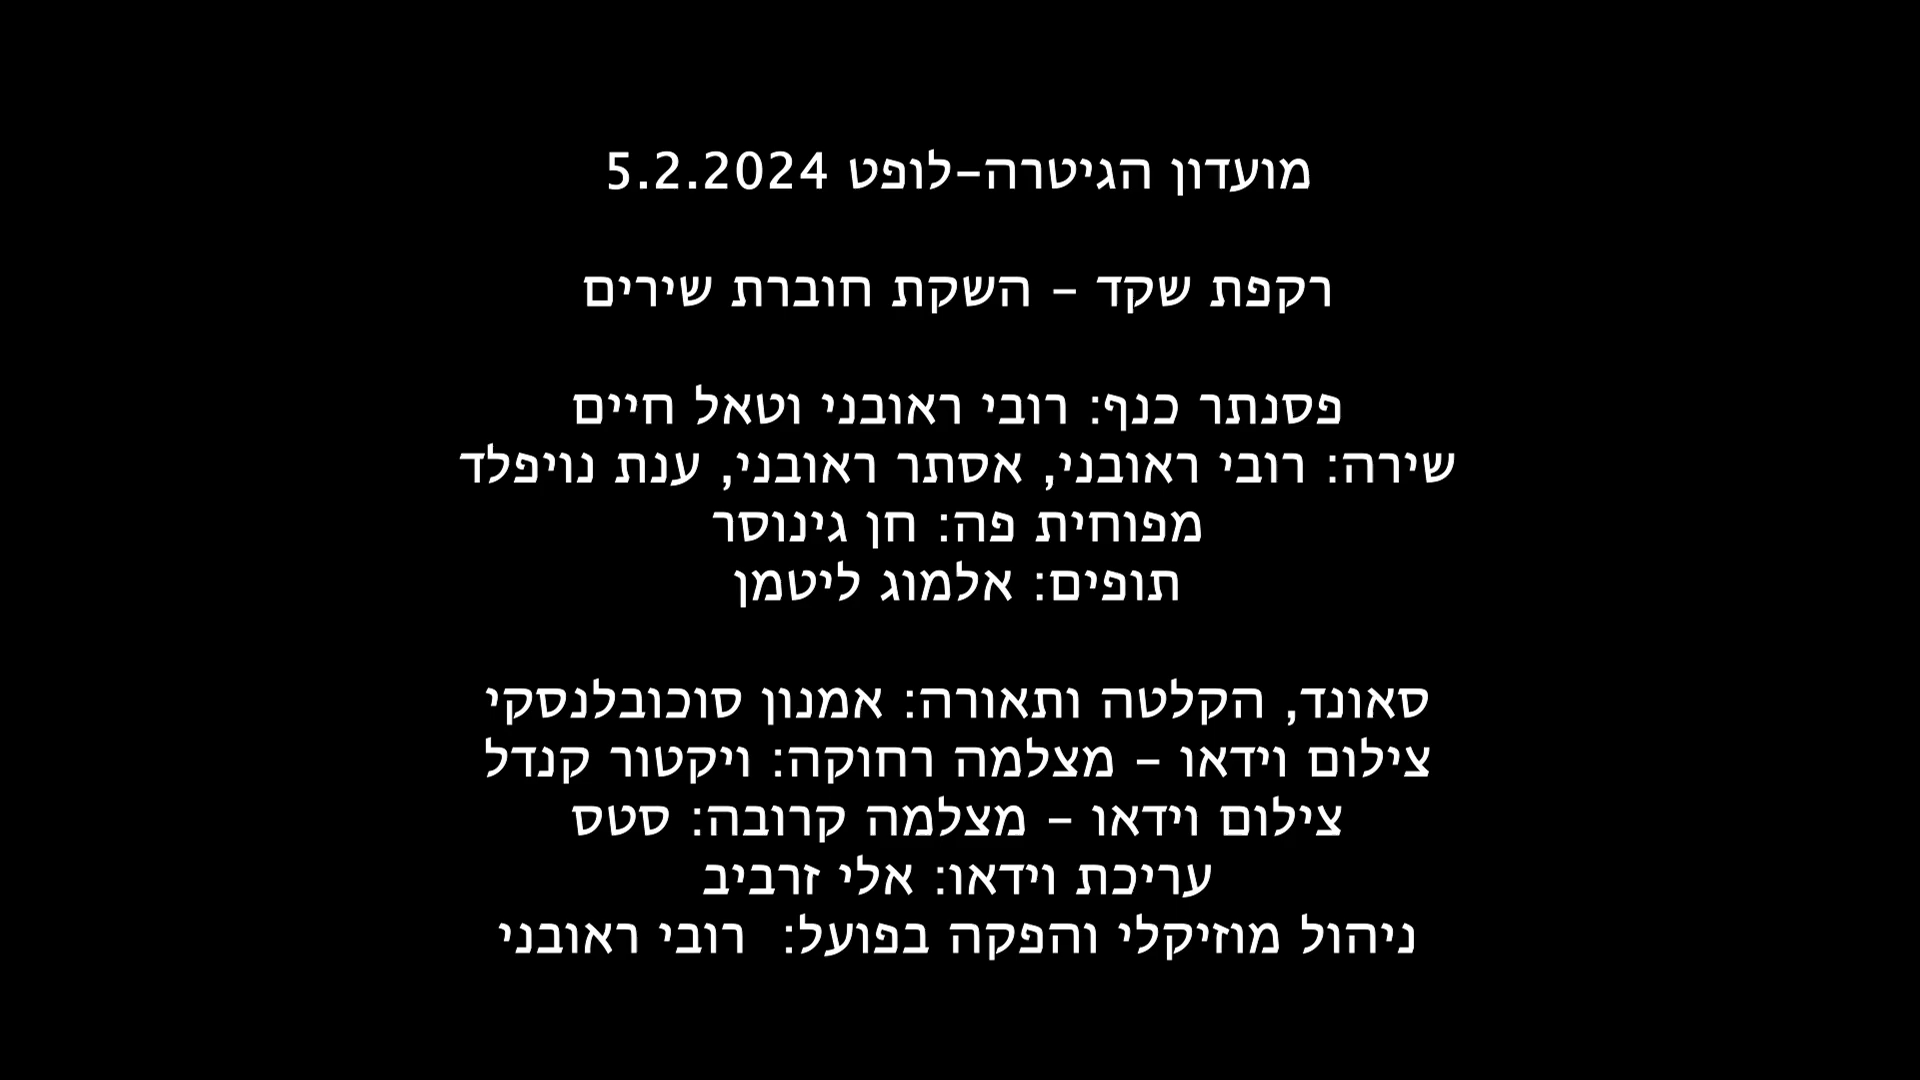 מועדון הגיטרה-לופט 5.2.2024
רקפת שקד - השקת חוברת שירים
פסנתר כנף: רובי ראובני וטאל חיים
שירה: רובי ראובני, אסתר ראובני, ענת נויפלד
מפוחית פה: חן גינוסר
תופים: אלמוג ליטמן
סאונד, הקלטה ותאורה: אמנון סוכובלנסקי
צילום וידאו - מצלמה רחוקה: ויקטור קנדל
צילום וידאו - מצלמה קרובה: סטס
עריכת וידאו: אלי זרביב
ניהול מוזיקלי והפקה בפועל:  רובי ראובני